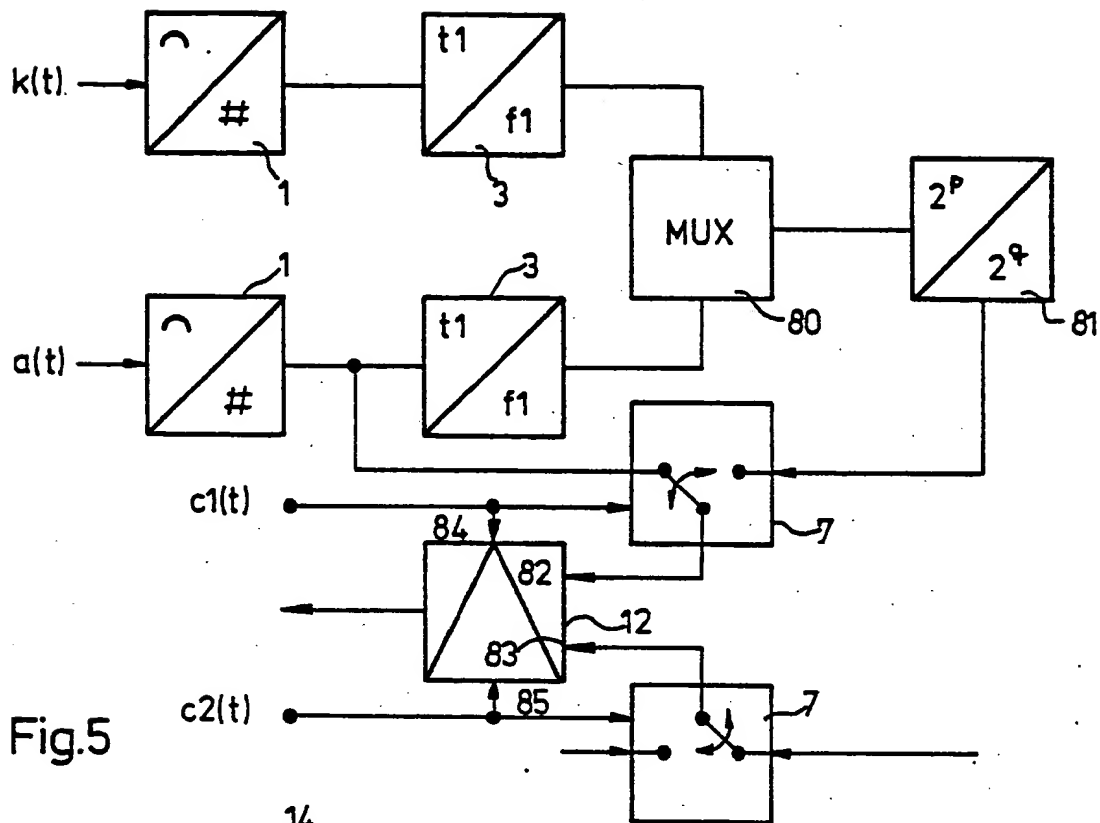 k(t)
#
1
t1
f1
3
MUX
80
2^p
2^q
81
a(t)
#
1
t1
f1
3
c1(t)
7
84
82
12
83
85
c2(t)
7
Fig.5
14